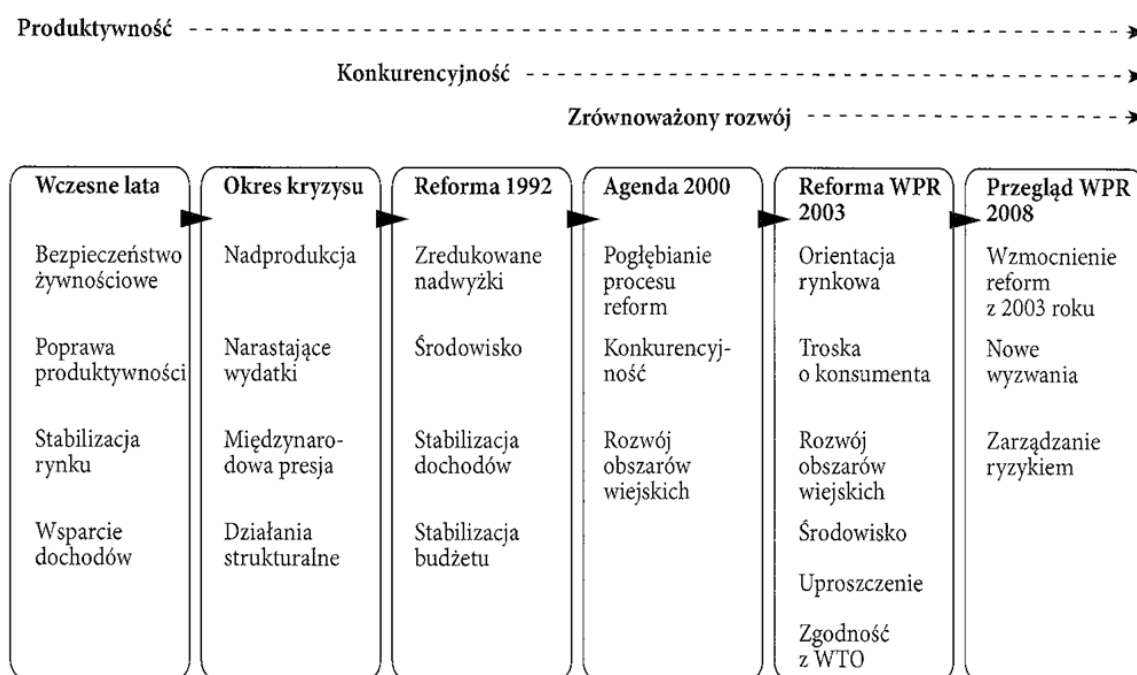 Produktywność
Konkurencyjność
Zrównoważony rozwój
Wczesne lata
Bezpieczeństwo
żywnościowe
Poprawa
produktywności
Stabilizacja
rynku
Wsparcie
dochodów
Okres kryzysu
Nadprodukcja
Narastające
wydatki
Międzynaro-
dowa presja
Działania
strukturalne
Reforma 1992
Zredukowane
nadwyżki
Środowisko
Stabilizacja
dochodów
Stabilizacja
budżetu
Agenda 2000
Pogłębianie
procesu
reform
Konkurencyj-
ność
Rozwój
obszarów
wiejskich
Reforma WPR
2003
Orientacja
rynkowa
Troska
o konsumenta
Rozwój
obszarów
wiejskich
Środowisko
Uproszczenie
Zgodność
z WTO
Przegląd WPR
2008
Wzmocnienie
reform
z 2003 roku
Nowe
wyzwania
Zarządzanie
ryzykiem